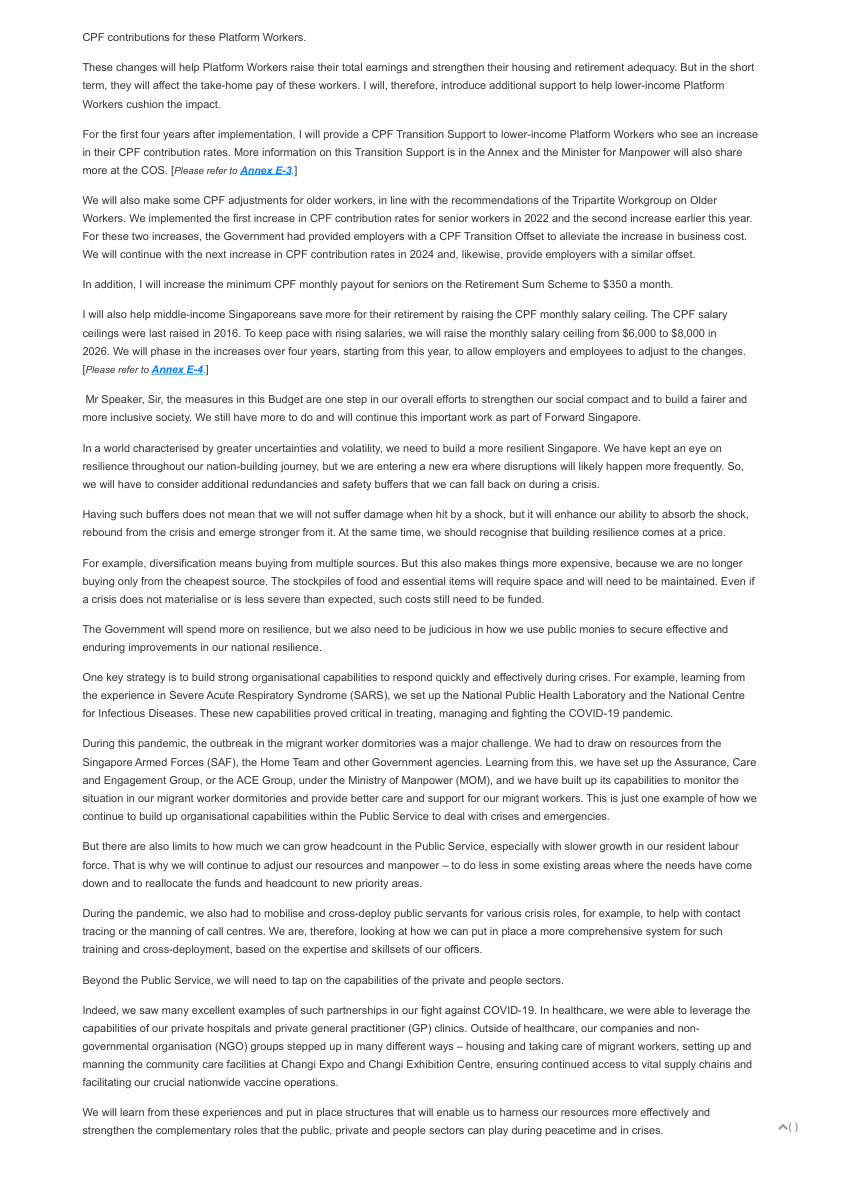 CPF contributions for these Platform Workers.
These changes will help Platform Workers raise their total earnings and strengthen their housing and retirement adequacy. But in the short
term, they will affect the take-home pay of these workers. I will, therefore, introduce additional support to help lower-income Platform
Workers cushion the impact.
For the first four years after implementation, I will provide a CPF Transition Support to lower-income Platform Workers who see an increase
in their CPF contribution rates. More information on this Transition Support is in the Annex and the Minister for Manpower will also share
more at the COS. [Please refer to Annex E-3.]
We will also make some CPF adjustments for older workers, in line with the recommendations of the Tripartite Workgroup on Older
Workers. We implemented the first increase in CPF contribution rates for senior workers in 2022 and the second increase earlier this year.
For these two increases, the Government had provided employers with a CPF Transition Offset to alleviate the increase in business cost.
We will continue with the next increase in CPF contribution rates in 2024 and, likewise, provide employers with a similar offset.
In addition, I will increase the minimum CPF monthly payout for seniors on the Retirement Sum Scheme to $350 a month.
I will also help middle-income Singaporeans save more for their retirement by raising the CPF monthly salary ceiling. The CPF salary
ceilings were last raised in 2016. To keep pace with rising salaries, we will raise the monthly salary ceiling from $6,000 to $8,000 in
2026. We will phase in the increases over four years, starting from this year, to allow employers and employees to adjust to the changes.
[Please refer to Annex E-4.]
Mr Speaker, Sir, the measures in this Budget are one step in our overall efforts to strengthen our social compact and to build a fairer and
more inclusive society. We still have more to do and will continue this important work as part of Forward Singapore.
In a world characterised by greater uncertainties and volatility, we need to build a more resilient Singapore. We have kept an eye on
resilience throughout our nation-building journey, but we are entering a new era where disruptions will likely happen more frequently. So,
we will have to consider additional redundancies and safety buffers that we can fall back on during a crisis.
Having such buffers does not mean that we will not suffer damage when hit by a shock, but it will enhance our ability to absorb the shock,
rebound from the crisis and emerge stronger from it. At the same time, we should recognise that building resilience comes at a price.
For example, diversification means buying from multiple sources. But this also makes things more expensive, because we are no longer
buying only from the cheapest source. The stockpiles of food and essential items will require space and will need to be maintained. Even if
a crisis does not materialise or is less severe than expected, such costs still need to be funded.
The Government will spend more on resilience, but we also need to be judicious in how we use public monies to secure effective and
enduring improvements in our national resilience.
One key strategy is to build strong organisational capabilities to respond quickly and effectively during crises. For example, learning from
the experience in Severe Acute Respiratory Syndrome (SARS), we set up the National Public Health Laboratory and the National Centre
for Infectious Diseases. These new capabilities proved critical in treating, managing and fighting the COVID-19 pandemic.
During this pandemic, the outbreak in the migrant worker dormitories was a major challenge. We had to draw on resources from the
Singapore Armed Forces (SAF), the Home Team and other Government agencies. Learning from this, we have set up the Assurance, Care
and Engagement Group, or the ACE Group, under the Ministry of Manpower (MOM), and we have built up its capabilities to monitor the
situation in our migrant worker dormitories and provide better care and support for our migrant workers. This is just one example of how we
continue to build up organisational capabilities within the Public Service to deal with crises and emergencies.
But there are also limits to how much we can grow headcount in the Public Service, especially with slower growth in our resident labour
force. That is why we will continue to adjust our resources and manpower – to do less in some existing areas where the needs have come
down and to reallocate the funds and headcount to new priority areas.
During the pandemic, we also had to mobilise and cross-deploy public servants for various crisis roles, for example, to help with contact
tracing or the manning of call centres. We are, therefore, looking at how we can put in place a more comprehensive system for such
training and cross-deployment, based on the expertise and skillsets of our officers.
Beyond the Public Service, we will need to tap on the capabilities of the private and people sectors.
Indeed, we saw many excellent examples of such partnerships in our fight against COVID-19. In healthcare, we were able to leverage the
capabilities of our private hospitals and private general practitioner (GP) clinics. Outside of healthcare, our companies and non-
governmental organisation (NGO) groups stepped up in many different ways – housing and taking care of migrant workers, setting up and
manning the community care facilities at Changi Expo and Changi Exhibition Centre, ensuring continued access to vital supply chains and
facilitating our crucial nationwide vaccine operations.
We will learn from these experiences and put in place structures that will enable us to harness our resources more effectively and
strengthen the complementary roles that the public, private and people sectors can play during peacetime and in crises.
( )